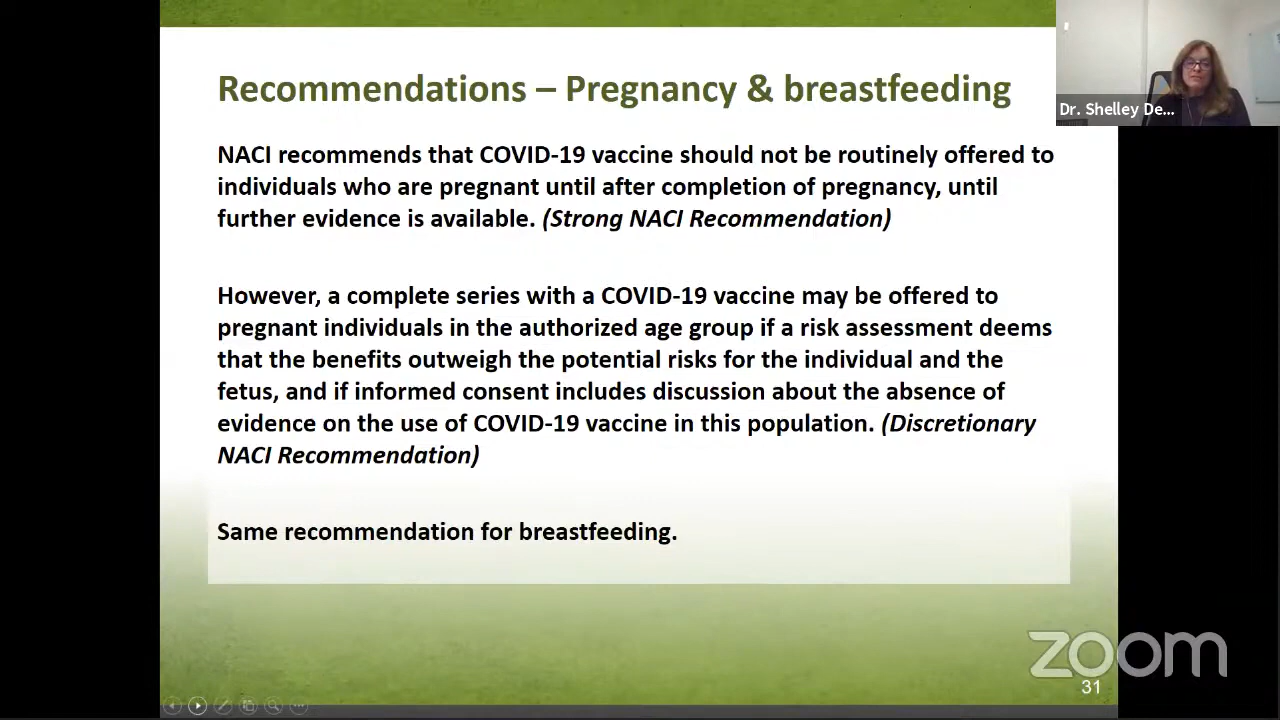 Recommendations – Pregnancy & breastfeeding
Dr. Shelley De...
NACI recommends that COVID-19 vaccine should not be routinely offered to
individuals who are pregnant until after completion of pregnancy, until
further evidence is available. (Strong NACI Recommendation)
However, a complete series with a COVID-19 vaccine may be offered to
pregnant individuals in the authorized age group if a risk assessment deems
that the benefits outweigh the potential risks for the individual and the
fetus, and if informed consent includes discussion about the absence of
evidence on the use of COVID-19 vaccine in this population. (Discretionary
NACI Recommendation)
Same recommendation for breastfeeding.
zoom
31